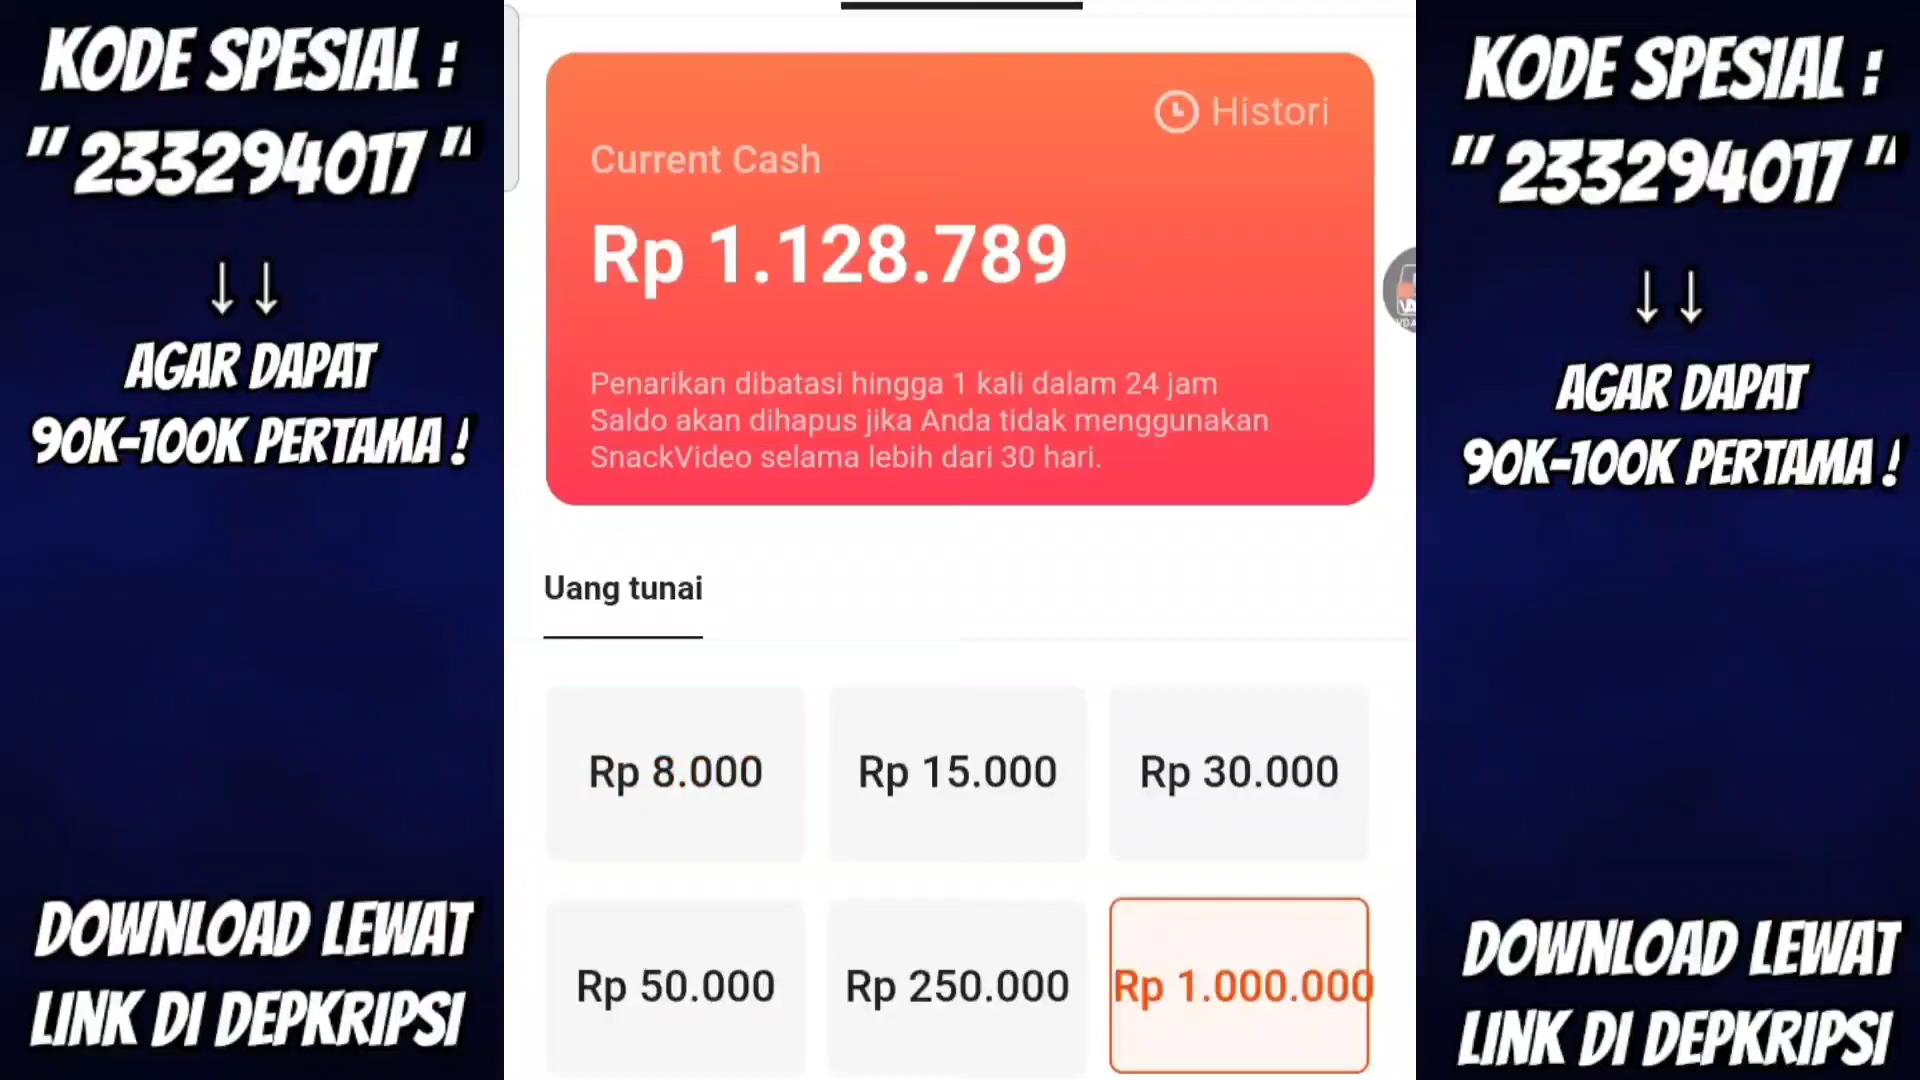 KODE SPESIAL :
" 233294017 "
↓↓
AGAR DAPAT
90K-100K PERTAMA !
DOWNLOAD LEWAT
LINK DI DEPKRIPSI
Histori
Current Cash
Rp 1.128.789
Penarikan dibatasi hingga 1 kali dalam 24 jam
Saldo akan dihapus jika Anda tidak menggunakan
SnackVideo selama lebih dari 30 hari.
Uang tunai
Rp 8.000
Rp 15.000
Rp 30.000
Rp 50.000
Rp 250.000
Rp 1.000.000
KODE SPESIAL :
" 233294017 "
↓↓
AGAR DAPAT
90K-100K PERTAMA !
DOWNLOAD LEWAT
LINK DI DEPKRIPSI